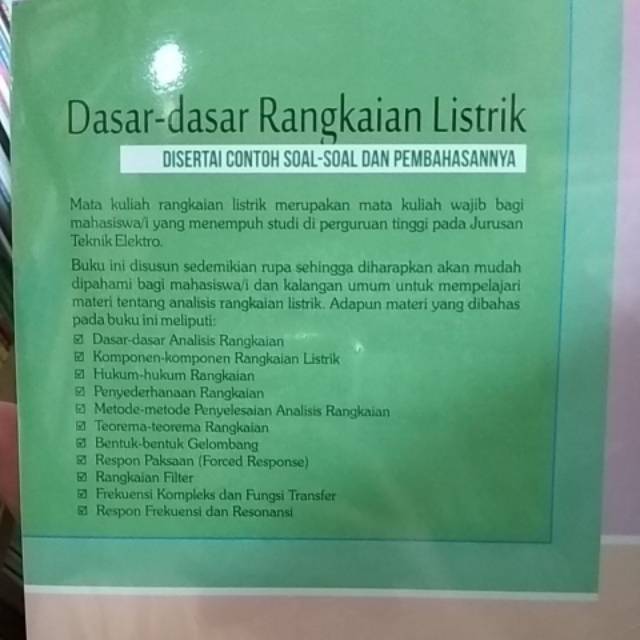 Dasar-dasar Rangkaian Listrik
DISERTAI CONTOH SOAL-SOAL DAN PEMBAHASANNYA
Mata kuliah rangkaian listrik merupakan mata kuliah wajib bagi
mahasiswa/i yang menempuh studi di perguruan tinggi pada Jurusan
Teknik Elektro.
Buku ini disusun sedemikian rupa sehingga diharapkan akan mudah
dipahami bagi mahasiswa/i dan kalangan umum untuk mempelajari
materi tentang analisis rangkaian listrik. Adapun materi yang dibahas
pada buku ini meliputi:
☑ Dasar-dasar Analisis Rangkaian
☑ Komponen-komponen Rangkaian Listrik
☑ Hukum-hukum Rangkaian
☑ Penyederhanaan Rangkaian
☑ Metode-metode Penyelesaian Analisis Rangkaian
☑ Teorema-teorema Rangkaian
☑ Bentuk-bentuk Gelombang
☑ Respon Paksaan (Forced Response)
☑ Rangkaian Filter
☑ Frekuensi Kompleks dan Fungsi Transfer
☑ Respon Frekuensi dan Resonansi